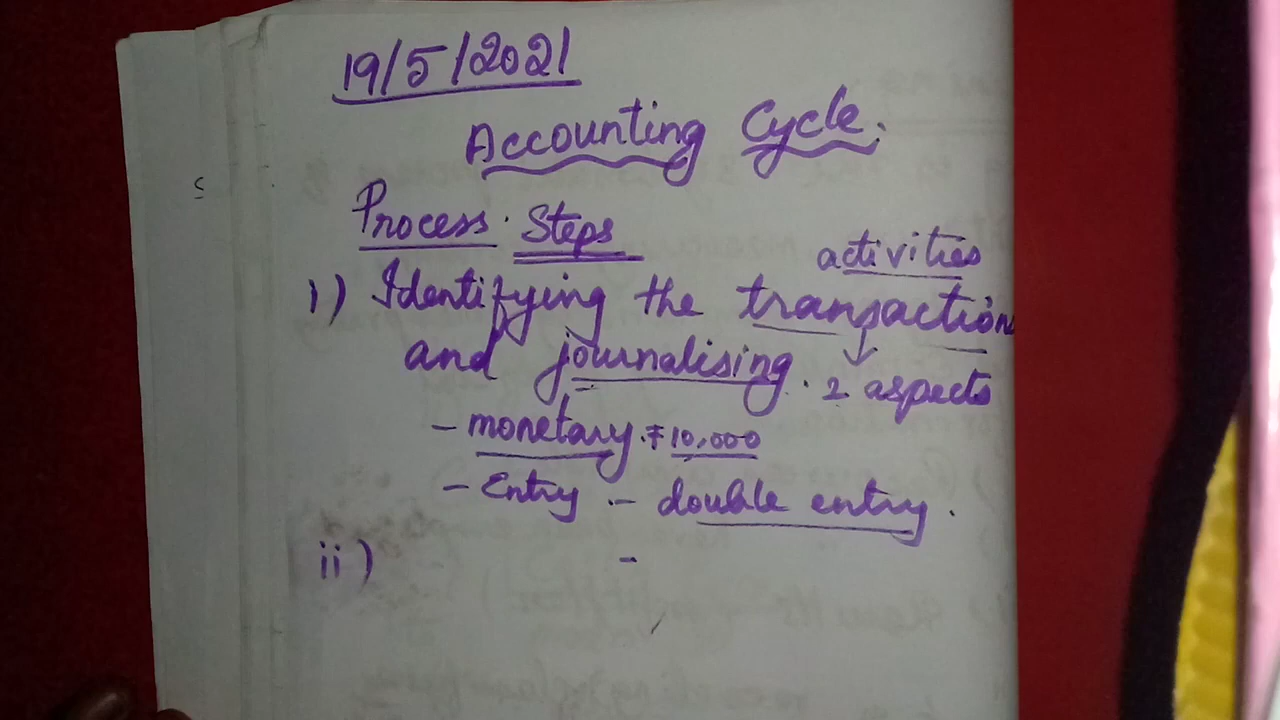 19/5/2021
Accounting Cycle.
Process Steps
activities
i) Identifying the transaction
and journalising. 2 aspects
- monetary. ₹10,000
- Entry - double entry.
ii) -